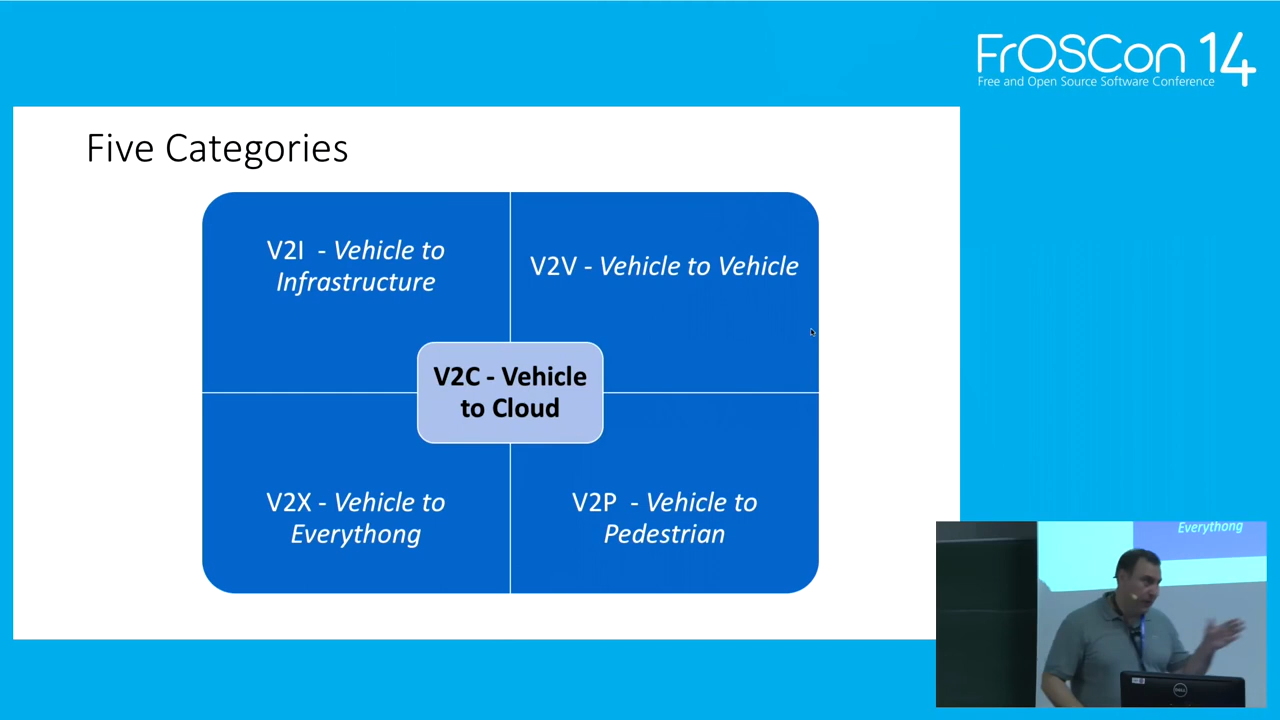 FrOSCon 14
Free and Open Source Software Conference
Five Categories
V2I - Vehicle to
Infrastructure
V2V - Vehicle to Vehicle
V2C - Vehicle
to Cloud
V2X - Vehicle to
Everythong
V2P - Vehicle to
Pedestrian
Everythong
DELL